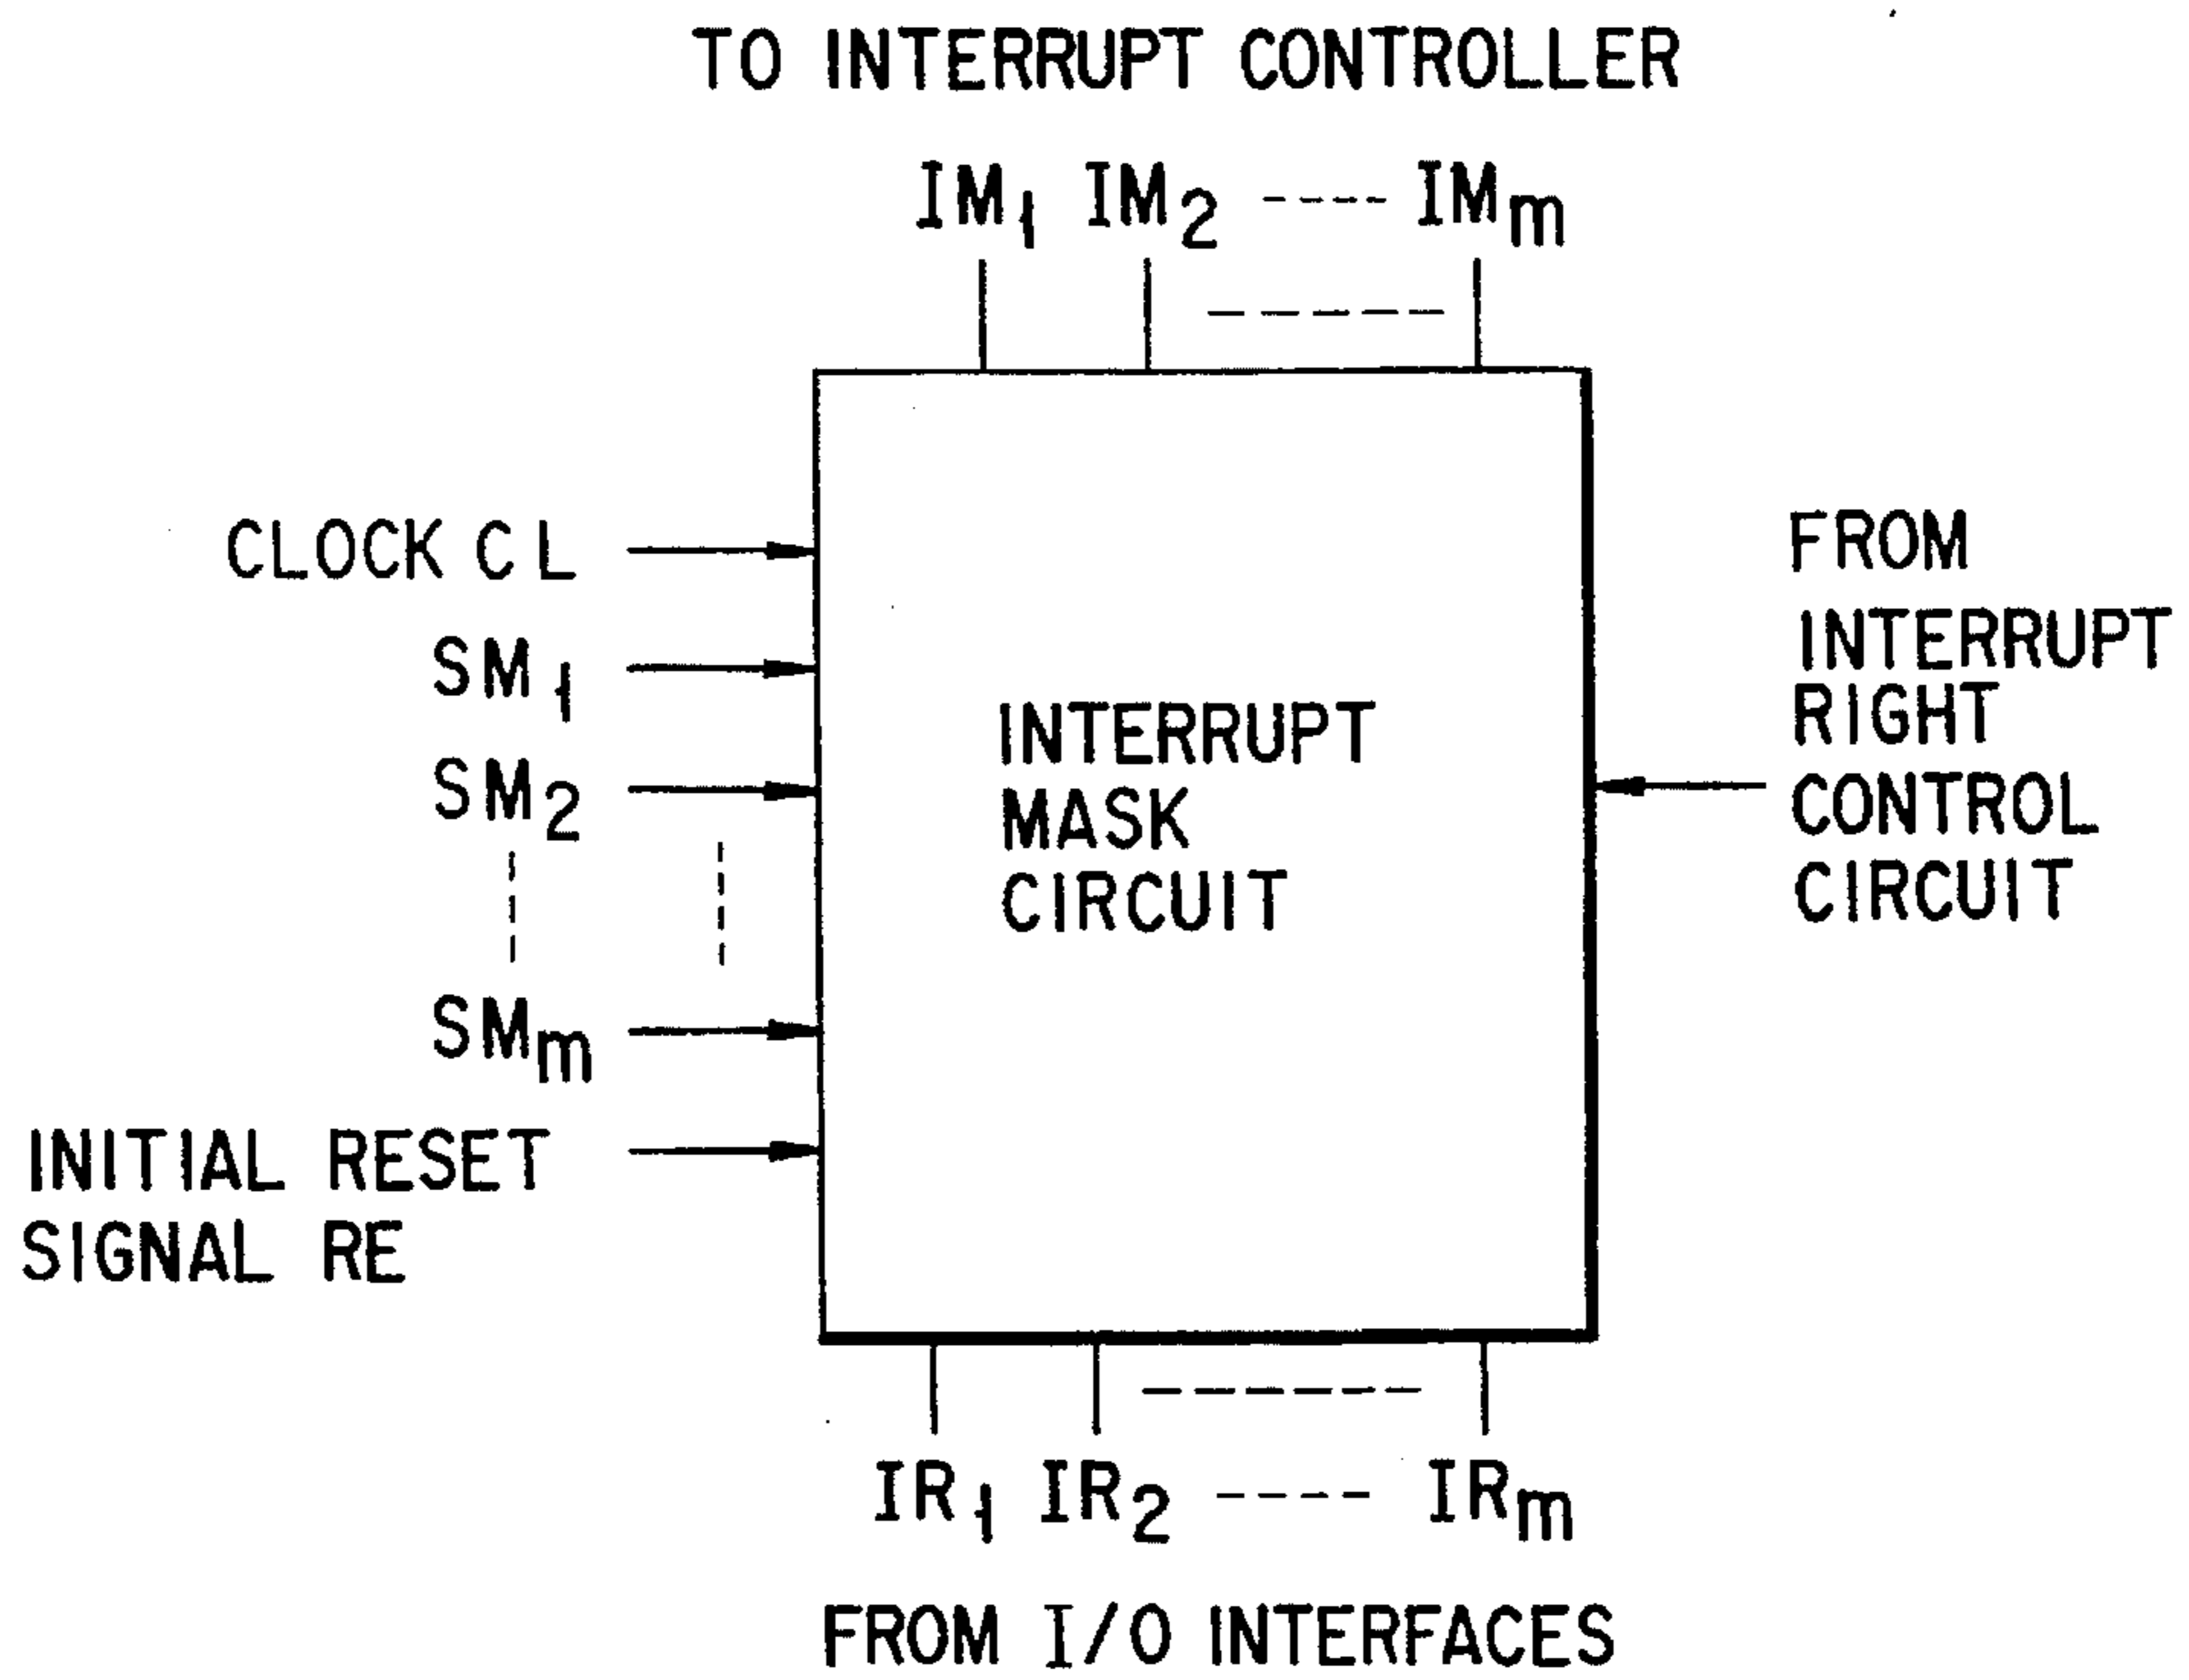 TO INTERRUPT CONTROLLER
IM1 IM2 ---- IMm
CLOCK CL
SM1
SM2
SMm
INITIAL RESET
SIGNAL RE
INTERRUPT
MASK
CIRCUIT
FROM
INTERRUPT
RIGHT
CONTROL
CIRCUIT
IR1 IR2 ---- IRm
FROM I/O INTERFACES